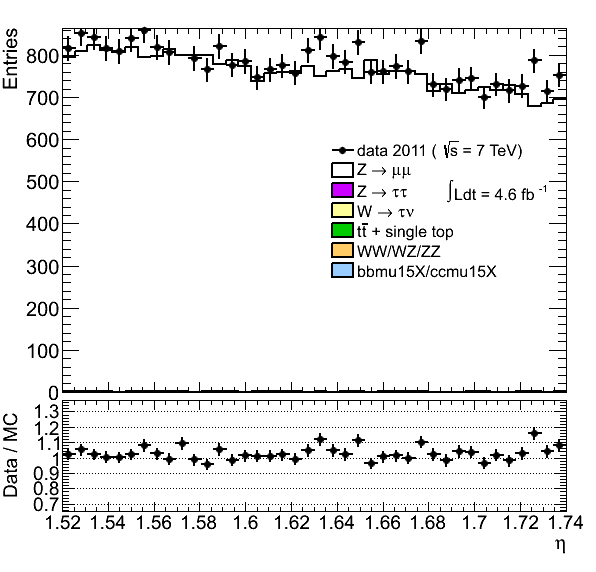 Entries
800
700
600
500
400
300
200
100
0
data 2011 ( √s = 7 TeV)
Z → μμ
Z → ττ
∫Ldt = 4.6 fb⁻¹
W → τν
tt̅ + single top
WW/WZ/ZZ
bbmu15X/ccmu15X
Data / MC
1.3
1.2
1.1
1
0.9
0.8
0.7
1.52 1.54 1.56 1.58 1.6 1.62 1.64 1.66 1.68 1.7 1.72 1.74
η